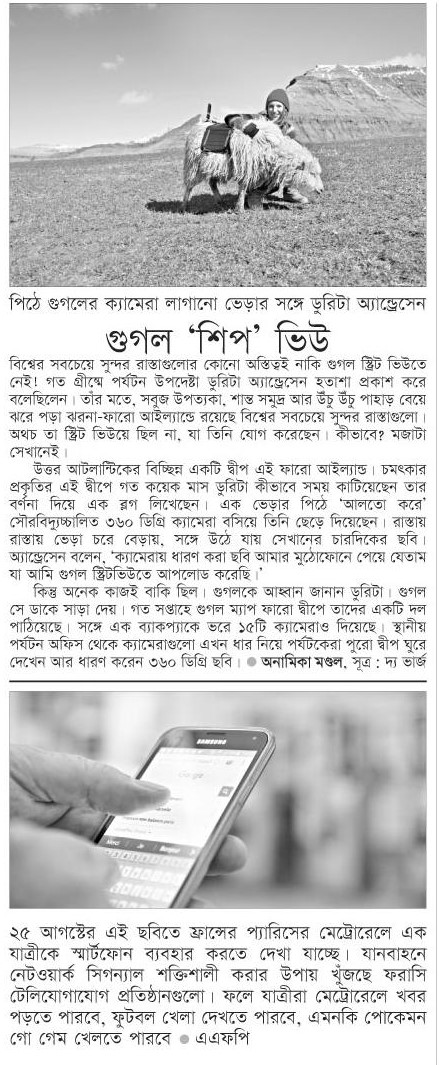 পিঠে গুগলের ক্যামেরা লাগানো ভেড়ার সঙ্গে ডুরিটা অ্যান্ড্রেসেন
গুগল ‘শিপ’ ভিউ
বিশ্বের সবচেয়ে সুন্দর রাস্তাগুলোর কোনো অস্তিত্বই নাকি গুগল স্ট্রিট ভিউতে
নেই! গত গ্রীষ্মে পর্যটন উপদেষ্টা ডুরিটা অ্যান্ড্রেসেন হতাশা প্রকাশ করে
বলেছিলেন। তাঁর মতে, সবুজ উপত্যকা, শান্ত সমুদ্র আর উঁচু উঁচু পাহাড় বেয়ে
ঝরে পড়া ঝরনা-ফারো আইল্যান্ডে রয়েছে বিশ্বের সবচেয়ে সুন্দর রাস্তাগুলো।
অথচ তা স্ট্রিট ভিউয়ে ছিল না, যা তিনি যোগ করেছেন। কীভাবে? মজাটা
সেখানেই।
উত্তর আটলান্টিকের বিচ্ছিন্ন একটি দ্বীপ এই ফারো আইল্যান্ড। চমৎকার
প্রকৃতির এই দ্বীপে গত কয়েক মাস ডুরিটা কীভাবে সময় কাটিয়েছেন তার
বর্ণনা দিয়ে এক ব্লগ লিখেছেন। এক ভেড়ার পিঠে ‘আলতো করে’
সৌরবিদ্যুচ্চালিত ৩৬০ ডিগ্রি ক্যামেরা বসিয়ে তিনি ছেড়ে দিয়েছেন। রাস্তায়
রাস্তায় ভেড়া চরে বেড়ায়, সঙ্গে উঠে যায় সেখানের চারদিকের ছবি।
অ্যান্ড্রেসেন বলেন, ‘ক্যামেরায় ধারণ করা ছবি আমার মুঠোফোনে পেয়ে যেতাম
যা আমি গুগল স্ট্রিটভিউতে আপলোড করেছি।’
কিন্তু অনেক কাজই বাকি ছিল। গুগলকে আহ্বান জানান ডুরিটা। গুগল
সে ডাকে সাড়া দেয়। গত সপ্তাহে গুগল ম্যাপ ফারো দ্বীপে তাদের একটি দল
পাঠিয়েছে। সঙ্গে এক ব্যাকপ্যাকে ভরে ১৫টি ক্যামেরাও দিয়েছে। স্থানীয়
পর্যটন অফিস থেকে ক্যামেরাগুলো এখন ধার নিয়ে পর্যটকেরা পুরো দ্বীপ ঘুরে
দেখেন আর ধারণ করেন ৩৬০ ডিগ্রি ছবি। ● অনামিকা মণ্ডল, সূত্র : দ্য ভার্জ
SAMSUNG
Google
২৫ আগস্টের এই ছবিতে ফ্রান্সের প্যারিসের মেট্রোরেলে এক
যাত্রীকে স্মার্টফোন ব্যবহার করতে দেখা যাচ্ছে। যানবাহনে
নেটওয়ার্ক সিগন্যাল শক্তিশালী করার উপায় খুঁজছে ফরাসি
টেলিযোগাযোগ প্রতিষ্ঠানগুলো। ফলে যাত্রীরা মেট্রোরেলে খবর
পড়তে পারবে, ফুটবল খেলা দেখতে পারবে, এমনকি পোকেমন
গো গেম খেলতে পারবে ● এএফপি